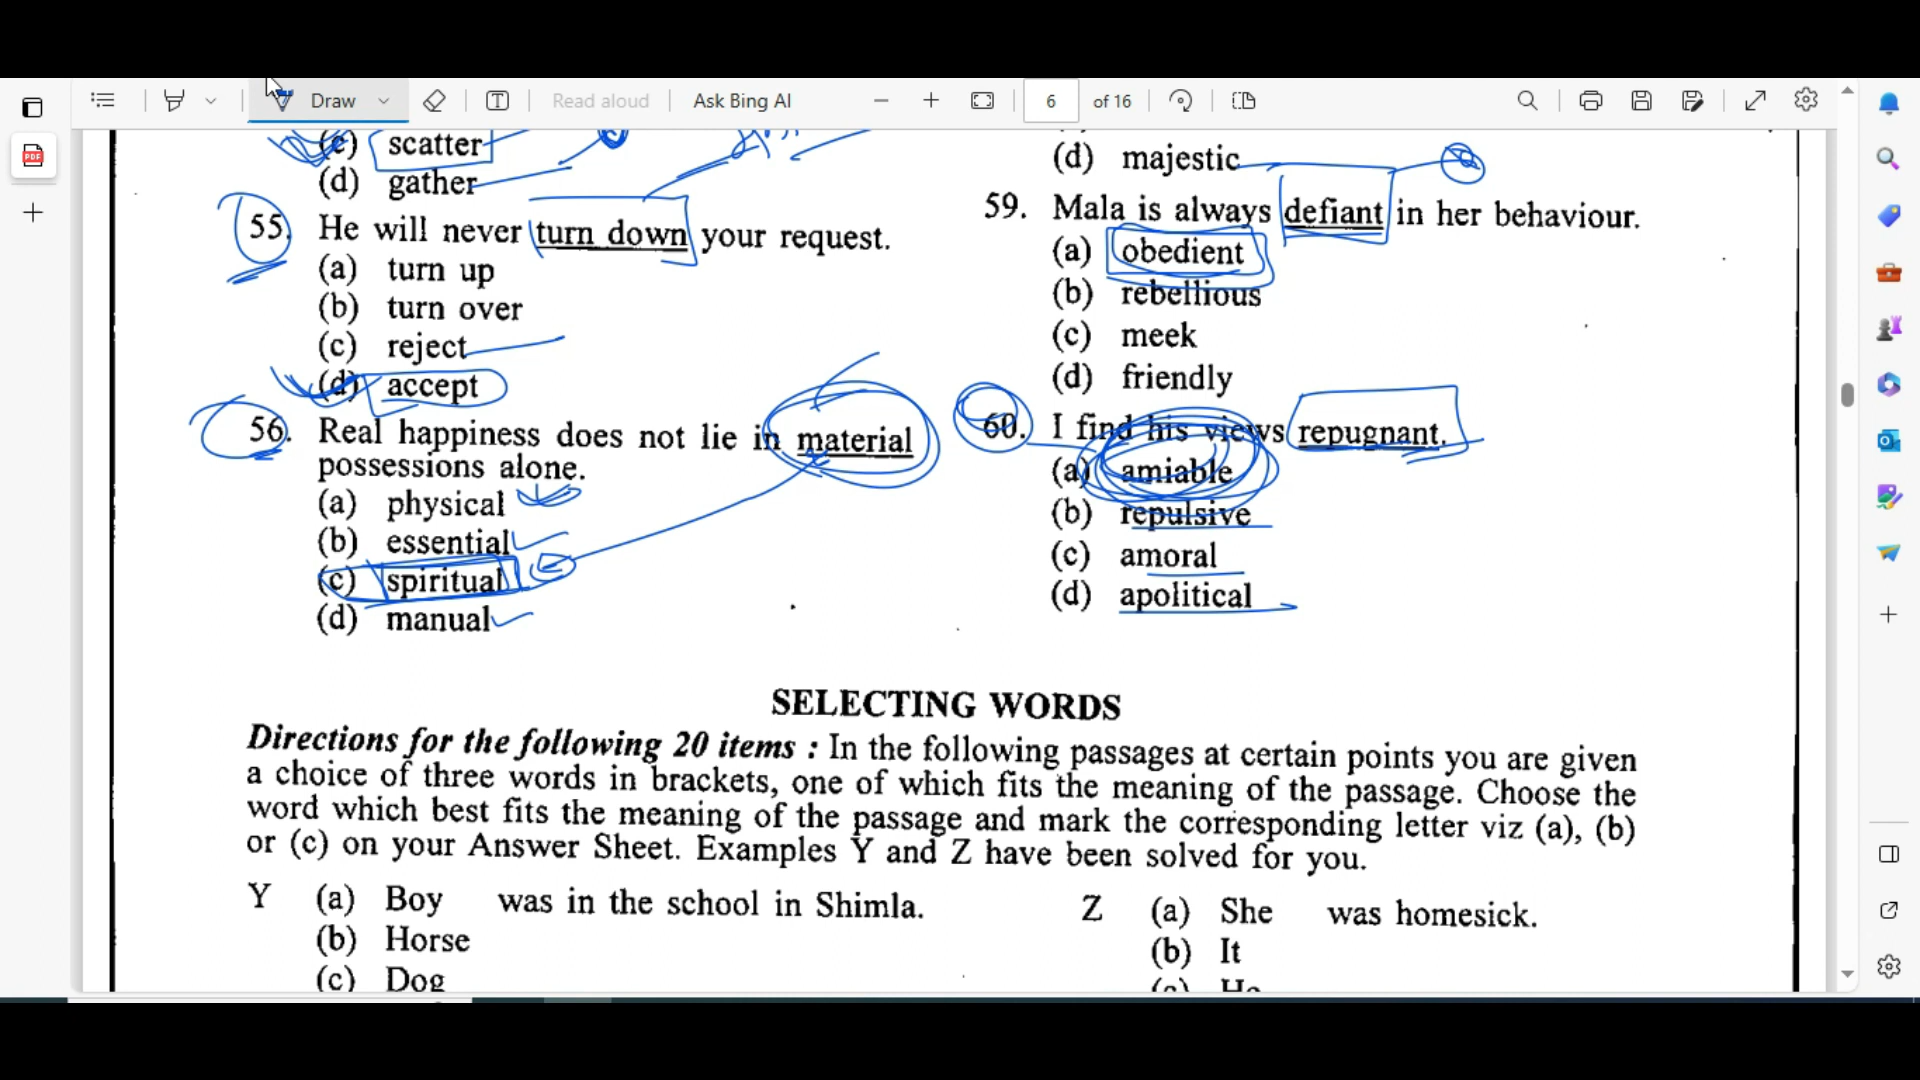 Draw
Read aloud
Ask Bing AI
6
of 16
PDF
(c) scatter
(d) gather
55. He will never turn down your request.
(a) turn up
(b) turn over
(c) reject
(d) accept
56. Real happiness does not lie in material
possessions alone.
(a) physical
(b) essential
(c) spiritual
(d) manual
(d) majestic
59. Mala is always defiant in her behaviour.
(a) obedient
(b) rebellious
(c) meek
(d) friendly
60. I find his views repugnant.
(a) amiable
(b) repulsive
(c) amoral
(d) apolitical
SELECTING WORDS
Directions for the following 20 items : In the following passages at certain points you are given
a choice of three words in brackets, one of which fits the meaning of the passage. Choose the
word which best fits the meaning of the passage and mark the corresponding letter viz (a), (b)
or (c) on your Answer Sheet. Examples Y and Z have been solved for you.
Y (a) Boy was in the school in Shimla.
(b) Horse
(c) Dog
Z (a) She was homesick.
(b) It
(c) He